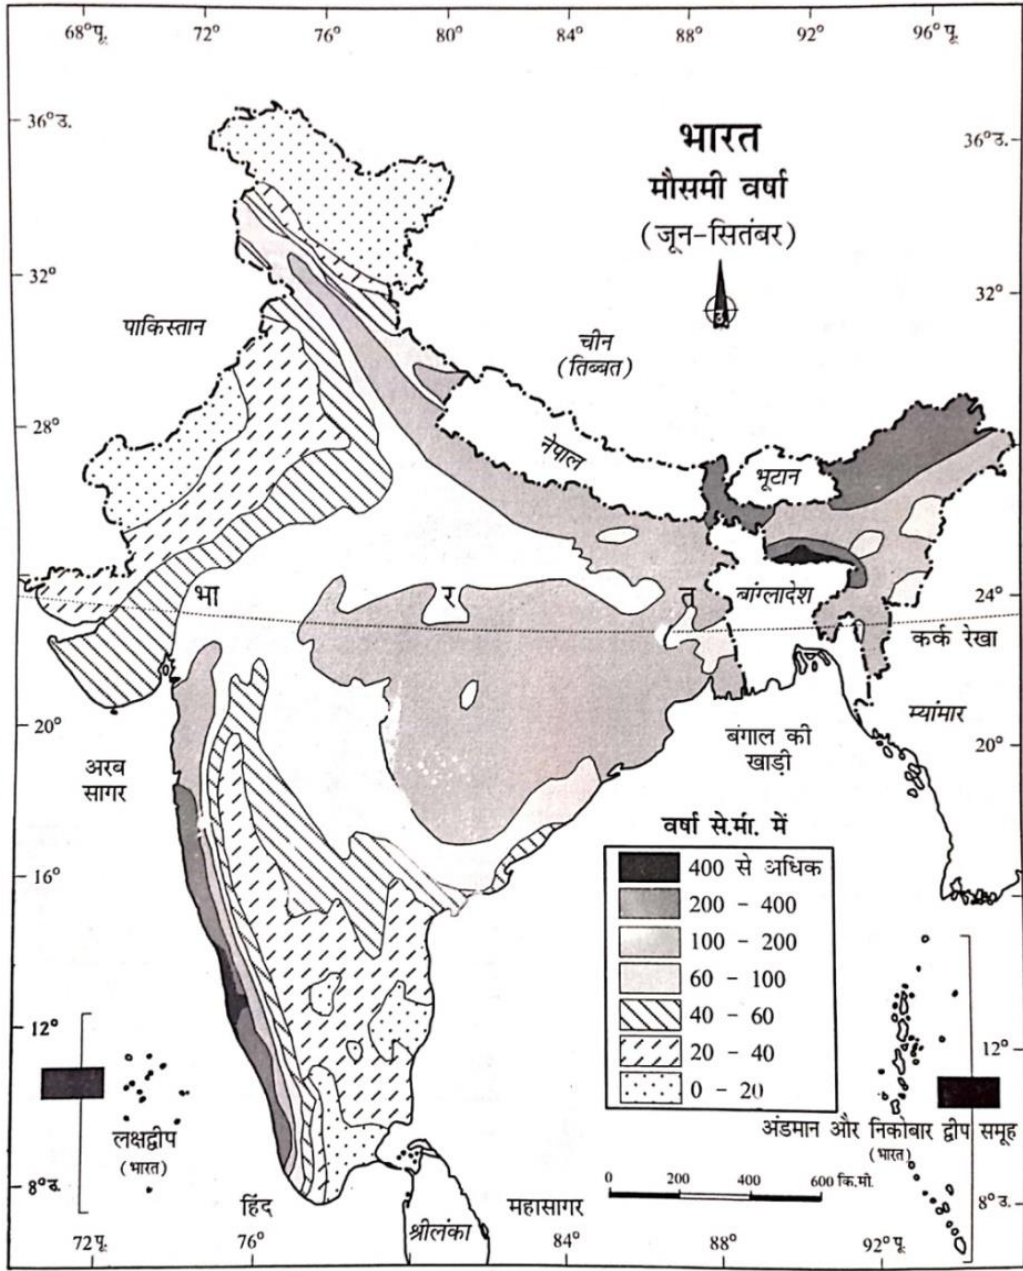 68°पू. 72° 76° 80° 84° 88° 92° 96°पू.
36°उ. 36°उ.
भारत
मौसमी वर्षा
(जून-सितंबर)
32° 32°
पाकिस्तान
चीन
(तिब्बत)
28°
नेपाल
भूटान
भा र त
बांग्लादेश
24°
कर्क रेखा
म्यांमार
20° 20°
अरब
सागर
बंगाल की
खाड़ी
वर्षा से.मी. में
400 से अधिक
200 - 400
100 - 200
60 - 100
40 - 60
20 - 40
0 - 20
16°
12° 12°
लक्षद्वीप
(भारत)
अंडमान और निकोबार द्वीप समूह
(भारत)
0 200 400 600 कि.मी.
8°उ. 8°उ.
हिंद महासागर
श्रीलंका
72°पू. 76° 84° 88° 92°पू.